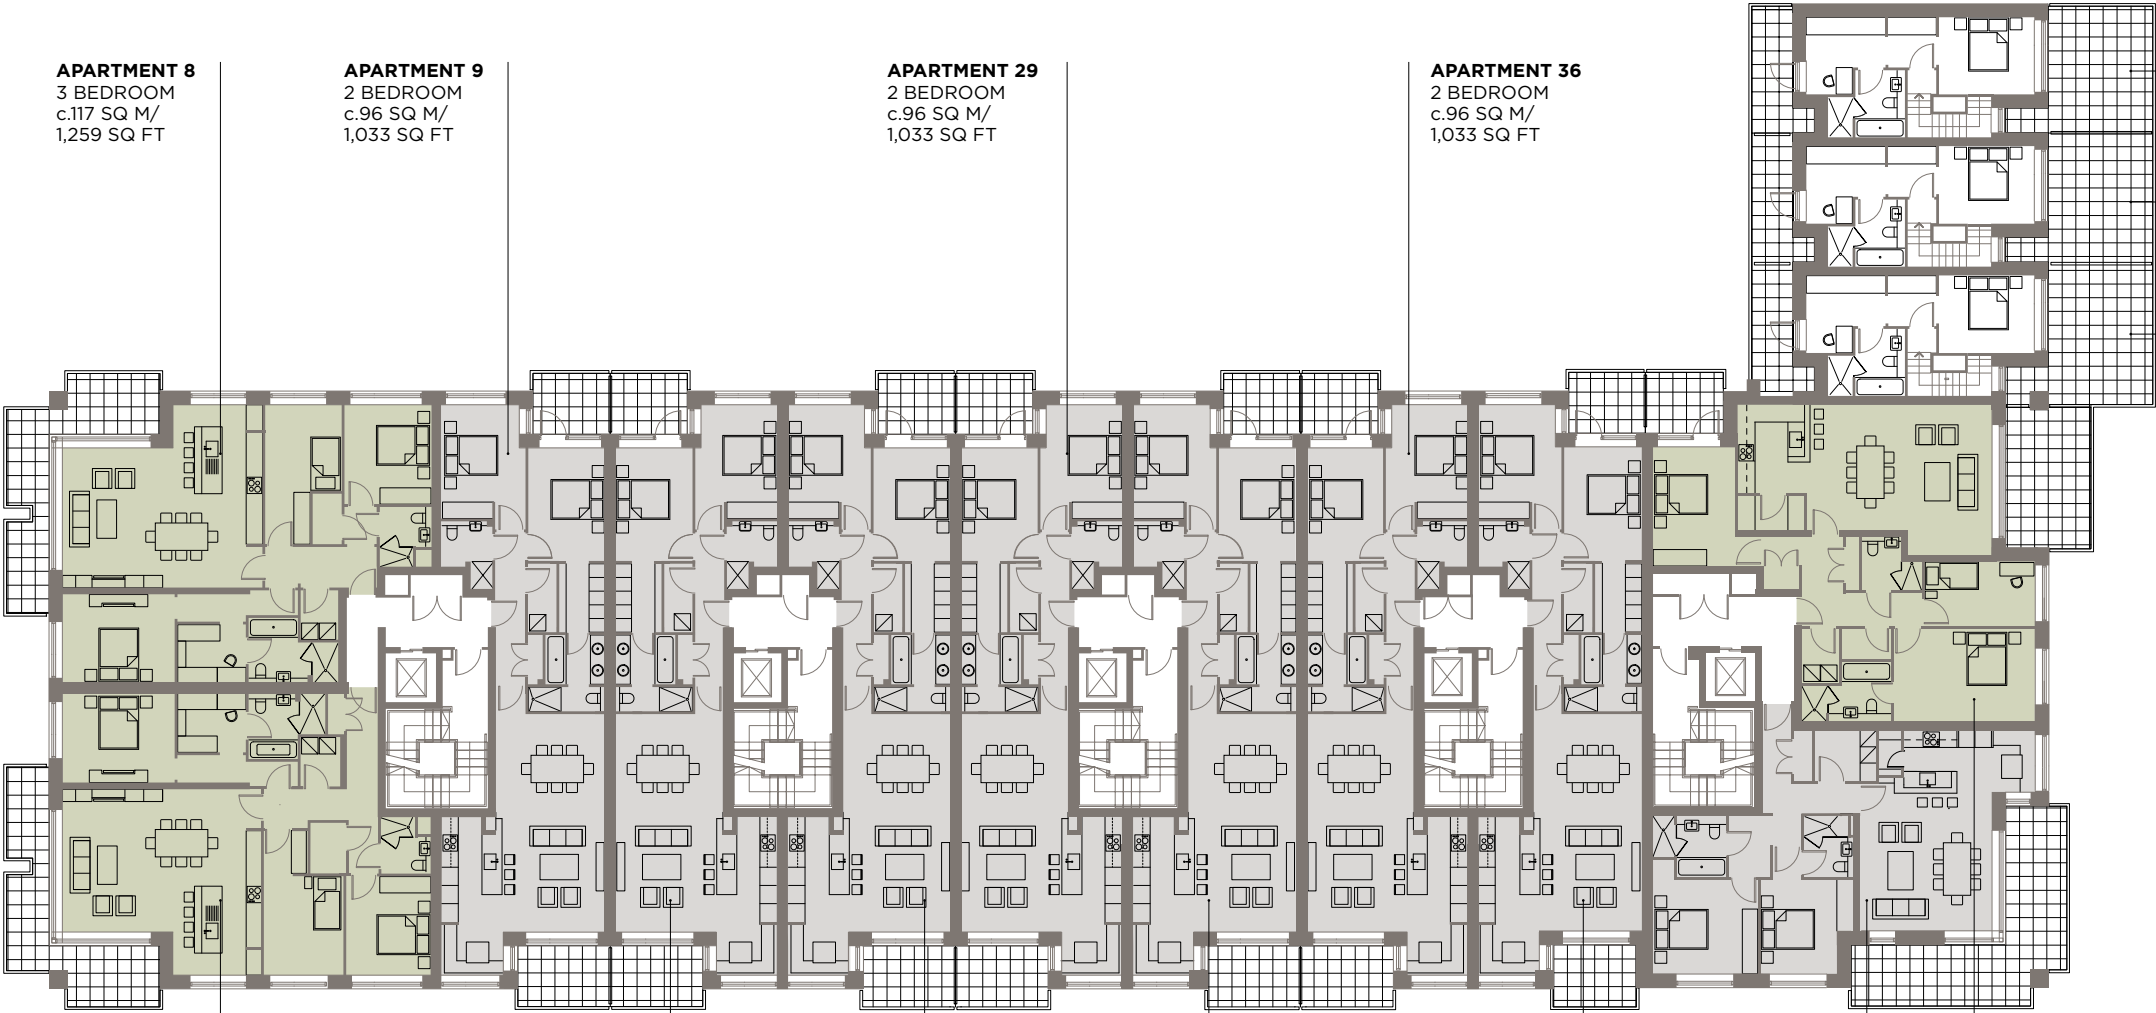 APARTMENT 8
3 BEDROOM
c.117 SQ M/
1,259 SQ FT
APARTMENT 9
2 BEDROOM
c.96 SQ M/
1,033 SQ FT
APARTMENT 29
2 BEDROOM
c.96 SQ M/
1,033 SQ FT
APARTMENT 36
2 BEDROOM
c.96 SQ M/
1,033 SQ FT